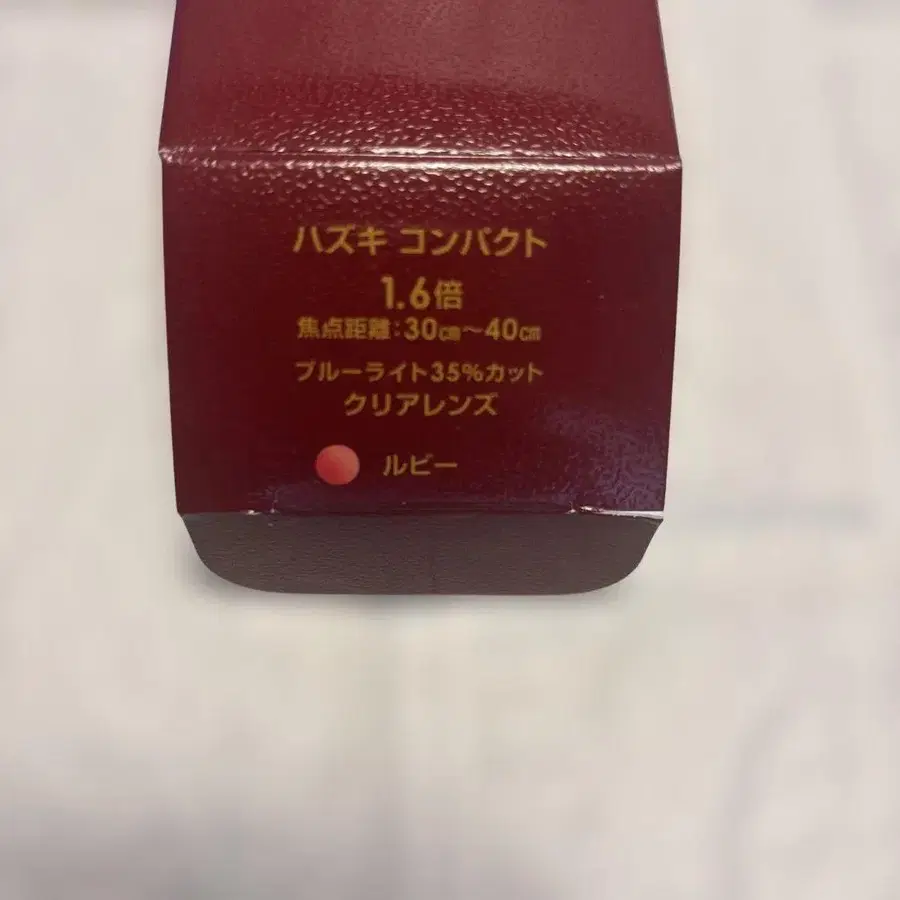 ハズキ コンパクト
1.6倍
焦点距離:30㎝~40㎝
ブルーライト35%カット
クリアレンズ
ルビー